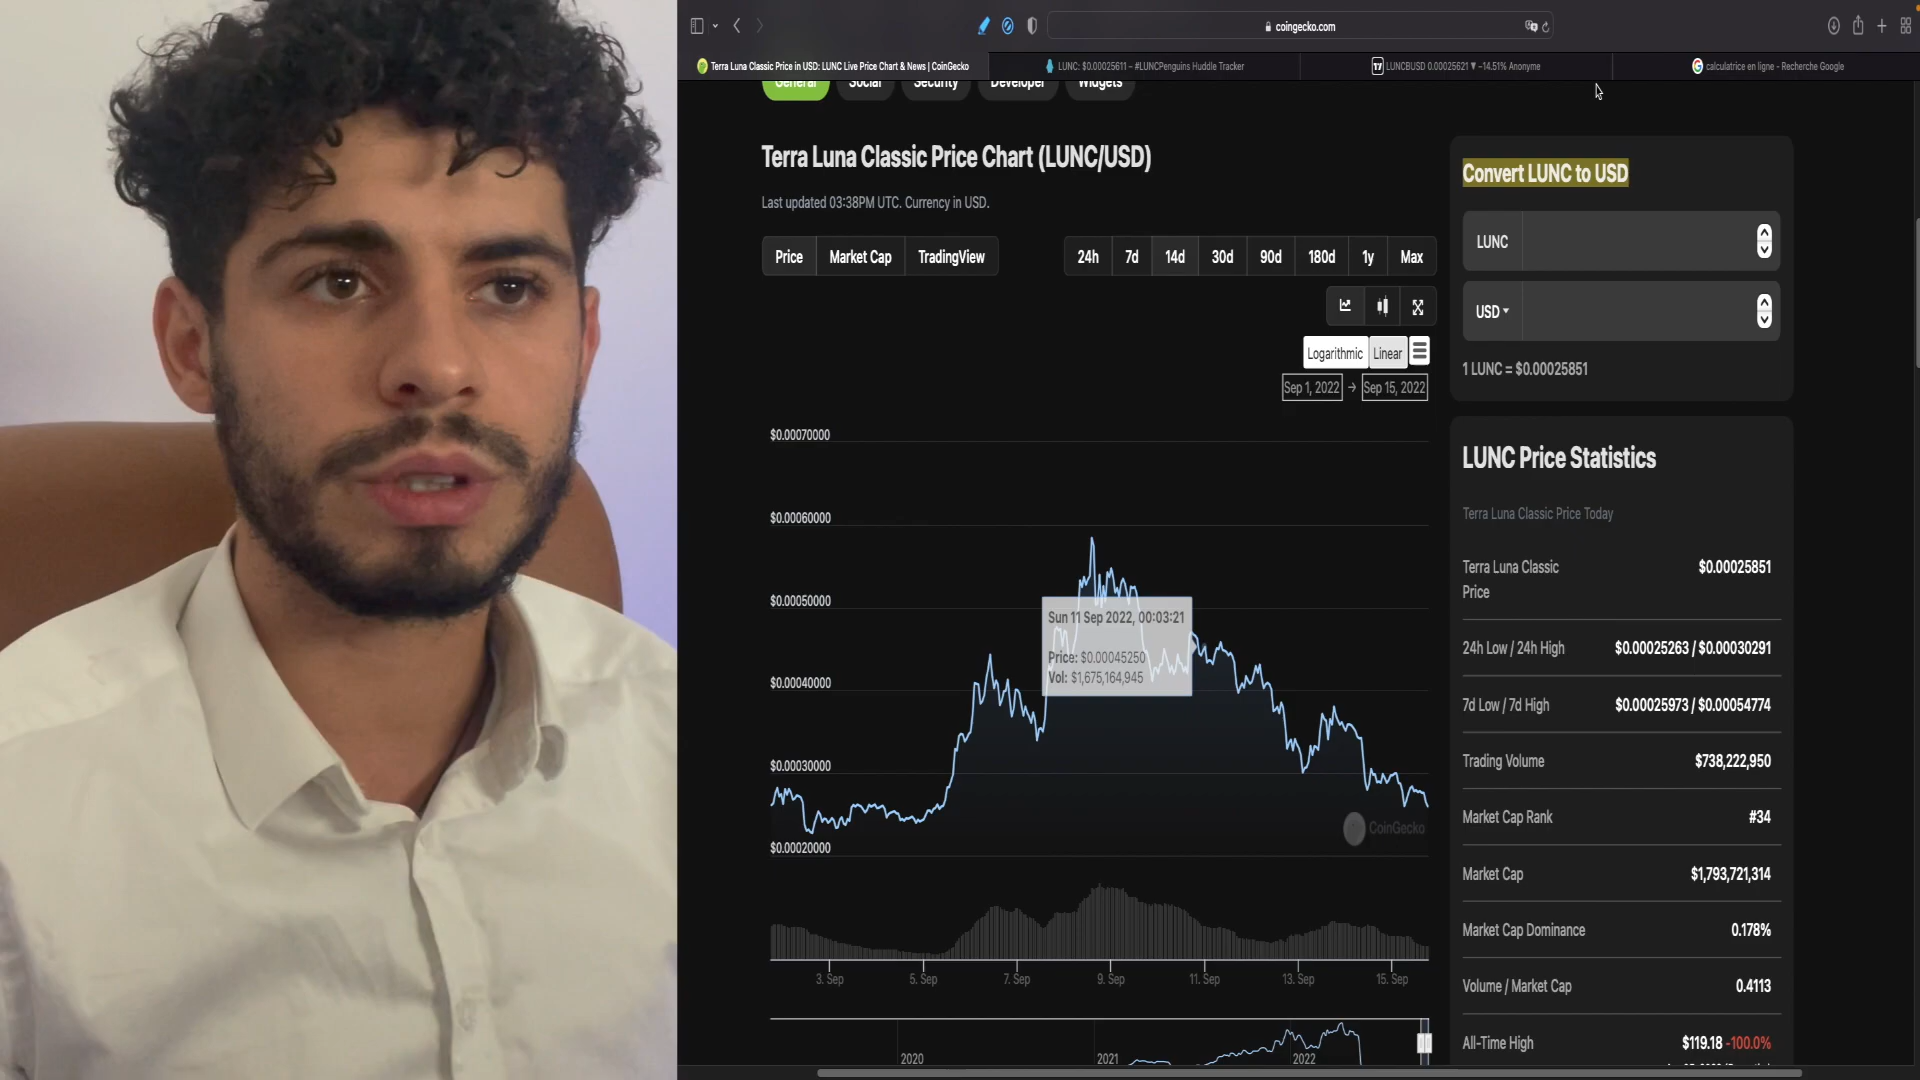 coingecko.com
Terra Luna Classic Price in USD: LUNC Live Price Chart & News | CoinGecko
LUNC: $0.00025611 – #LUNCPenguins Huddle Tracker
LUNCBUSD 0.00025621 ▼ −14.51% Anonyme
calculatrice en ligne - Recherche Google
General
Social
Security
Developer
Widgets
Terra Luna Classic Price Chart (LUNC/USD)
Last updated 03:38PM UTC. Currency in USD.
Price
Market Cap
TradingView
24h
7d
14d
30d
90d
180d
1y
Max
Logarithmic
Linear
Sep 1, 2022 → Sep 15, 2022
$0.00070000
$0.00060000
$0.00050000
$0.00040000
$0.00030000
$0.00020000
Sun 11 Sep 2022, 00:03:21
Price: $0.00045250
Vol: $1,675,164,945
CoinGecko
3. Sep
5. Sep
7. Sep
9. Sep
11. Sep
13. Sep
15. Sep
2020
2021
2022
Convert LUNC to USD
LUNC
USD
1 LUNC = $0.00025851
LUNC Price Statistics
Terra Luna Classic Price Today
Terra Luna Classic
Price
$0.00025851
24h Low / 24h High
$0.00025263 / $0.00030291
7d Low / 7d High
$0.00025973 / $0.00054774
Trading Volume
$738,222,950
Market Cap Rank
#34
Market Cap
$1,793,721,314
Market Cap Dominance
0.178%
Volume / Market Cap
0.4113
All-Time High
$119.18 -100.0%